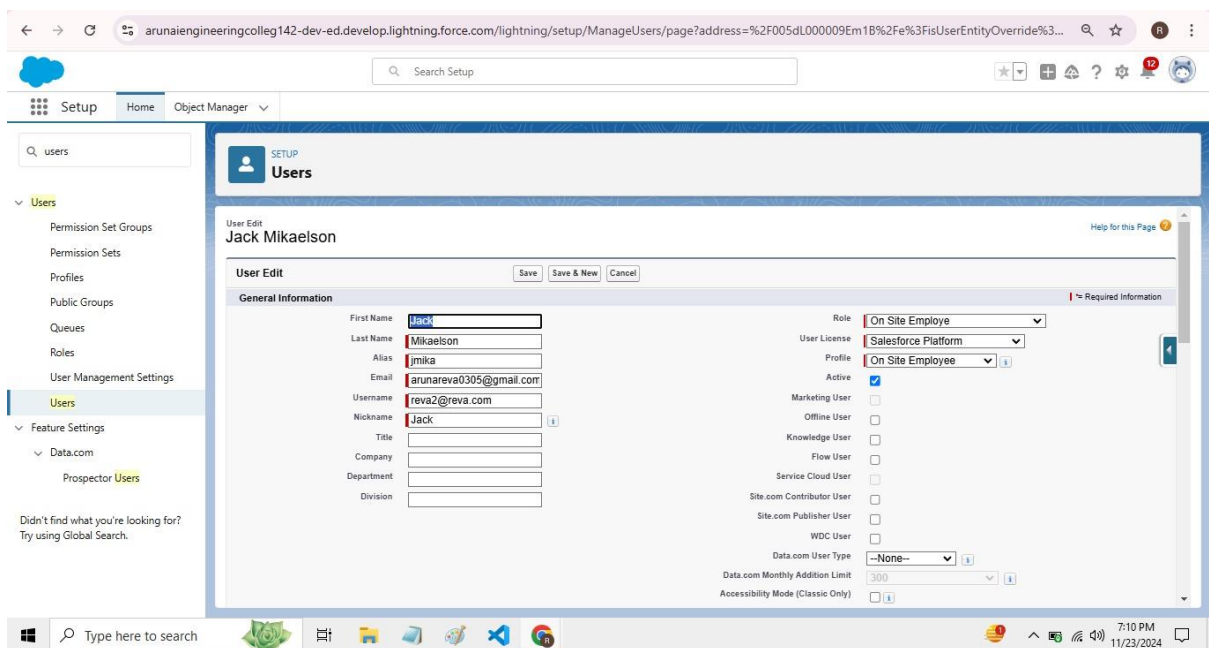 arunaiengineeringcolleg142-dev-ed.develop.lightning.force.com/lightning/setup/ManageUsers/page?address=%2F005dL000009Em1B%2Fe%3FisUserEntityOverride%3...
R
Search Setup
12
Setup
Home
Object Manager
users
SETUP
Users
Users
Permission Set Groups
Permission Sets
Profiles
Public Groups
Queues
Roles
User Management Settings
Users
Feature Settings
Data.com
Prospector Users
Didn't find what you're looking for?
Try using Global Search.
User Edit
Jack Mikaelson
Help for this Page
User Edit
Save
Save & New
Cancel
General Information
= Required Information
First Name Jack
Last Name Mikaelson
Alias jmika
Email arunareva0305@gmail.com
Username reva2@reva.com
Nickname Jack
Title
Company
Department
Division
Role On Site Employe
User License Salesforce Platform
Profile On Site Employee
Active
Marketing User
Offline User
Knowledge User
Flow User
Service Cloud User
Site.com Contributor User
Site.com Publisher User
WDC User
Data.com User Type --None--
Data.com Monthly Addition Limit 300
Accessibility Mode (Classic Only)
Type here to search
7:10 PM
11/23/2024